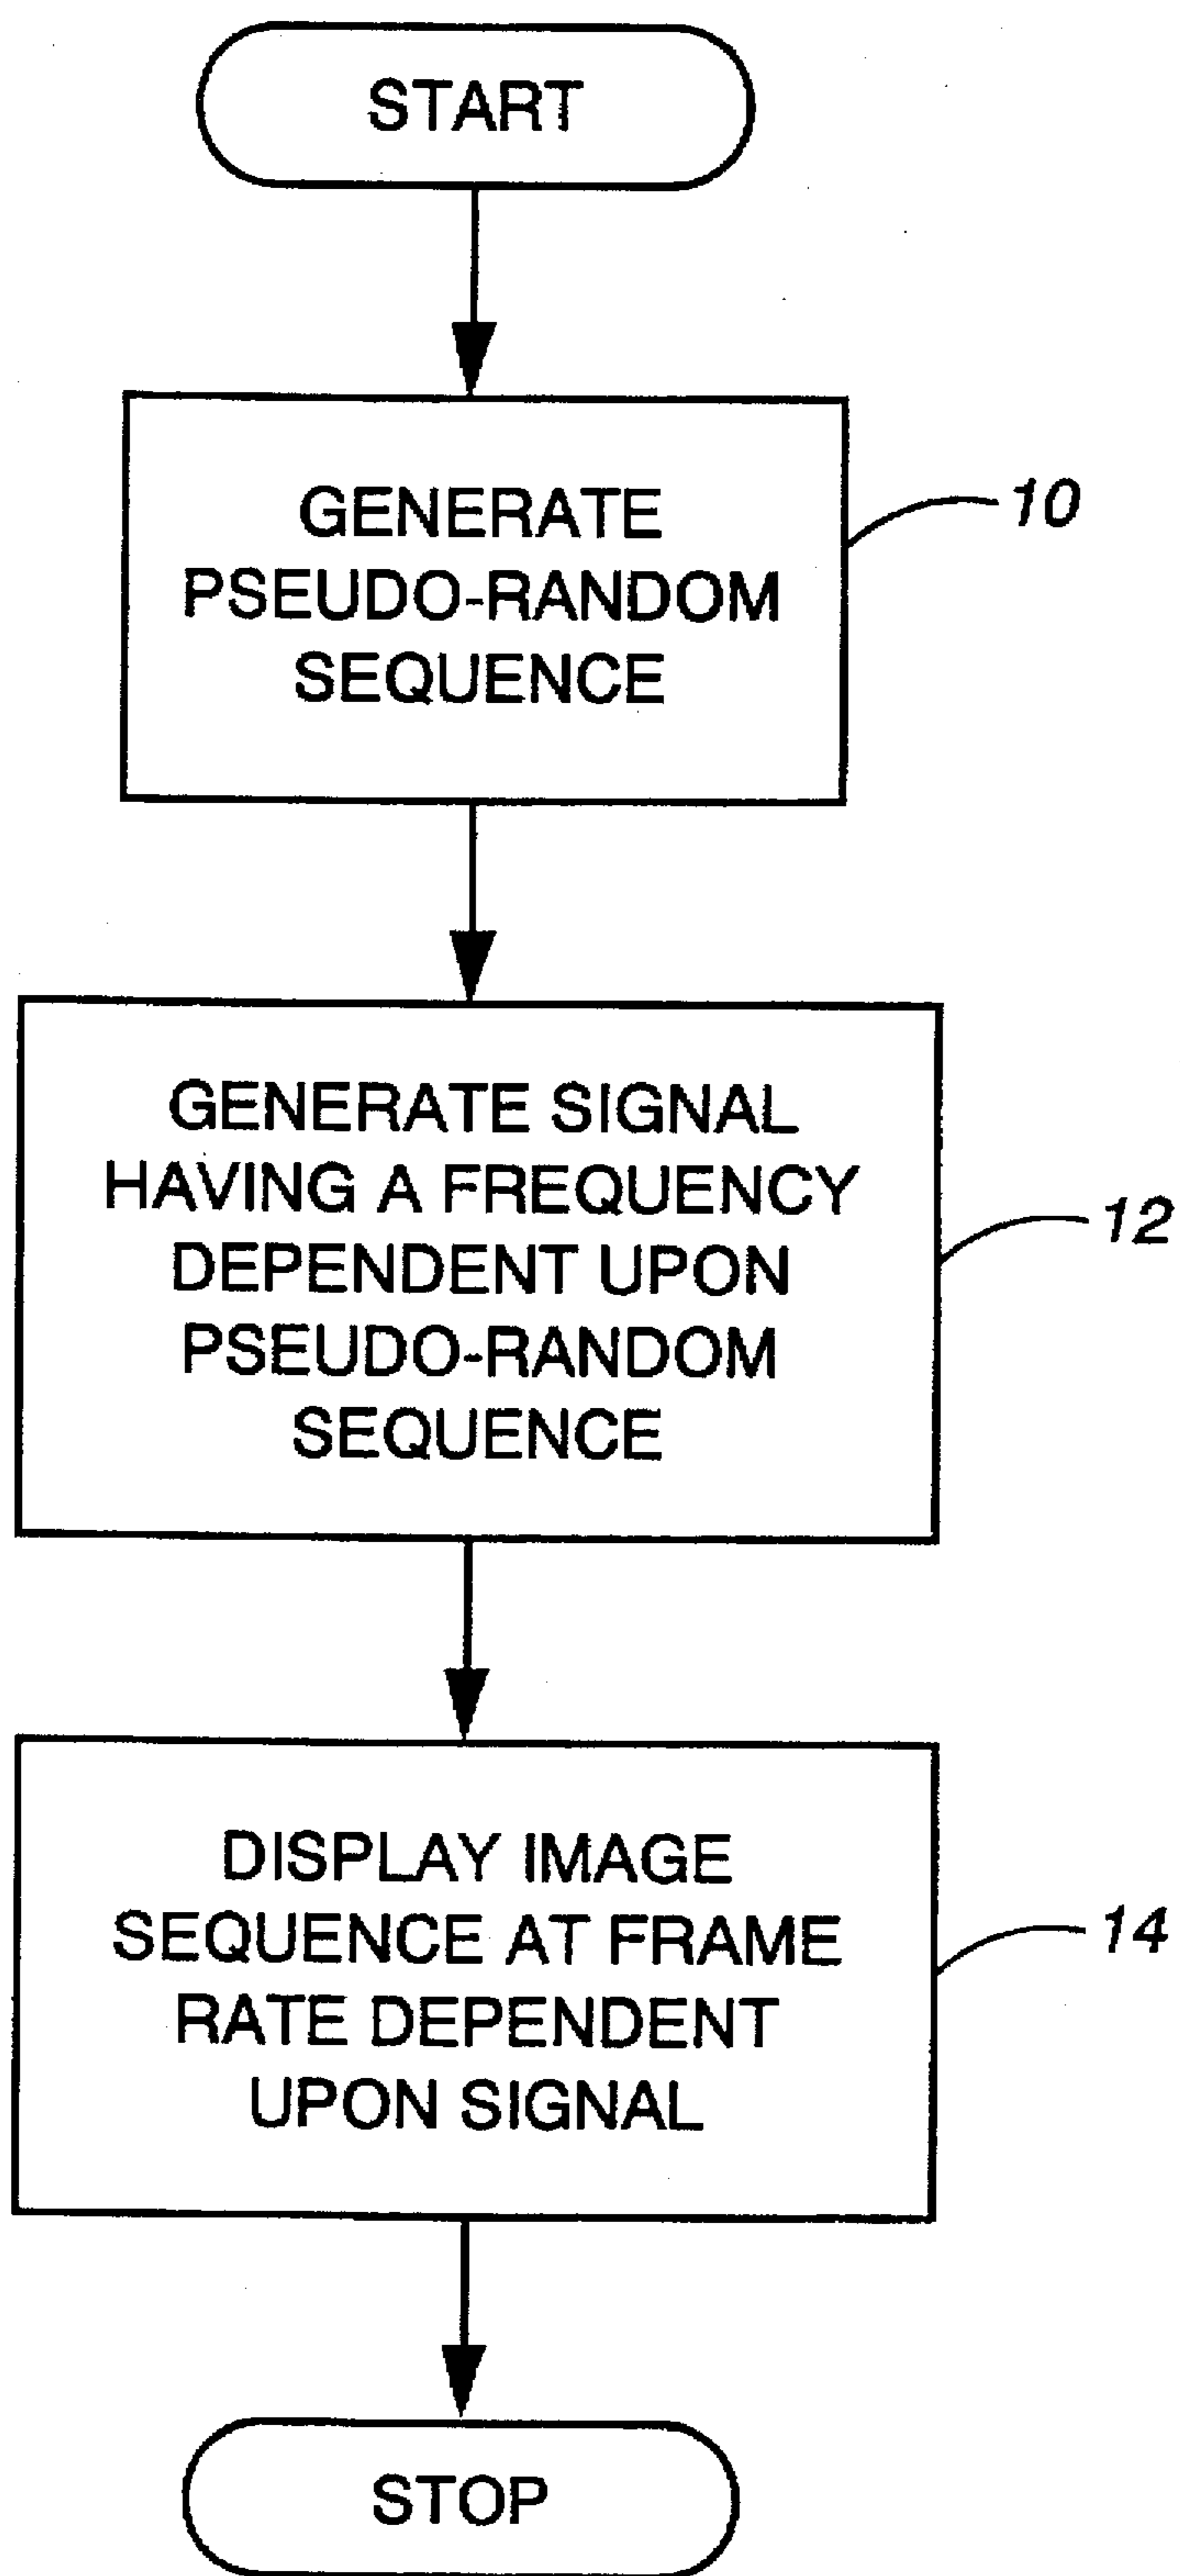 START
GENERATE
PSEUDO-RANDOM
SEQUENCE
10
GENERATE SIGNAL
HAVING A FREQUENCY
DEPENDENT UPON
PSEUDO-RANDOM
SEQUENCE
12
DISPLAY IMAGE
SEQUENCE AT FRAME
RATE DEPENDENT
UPON SIGNAL
14
STOP